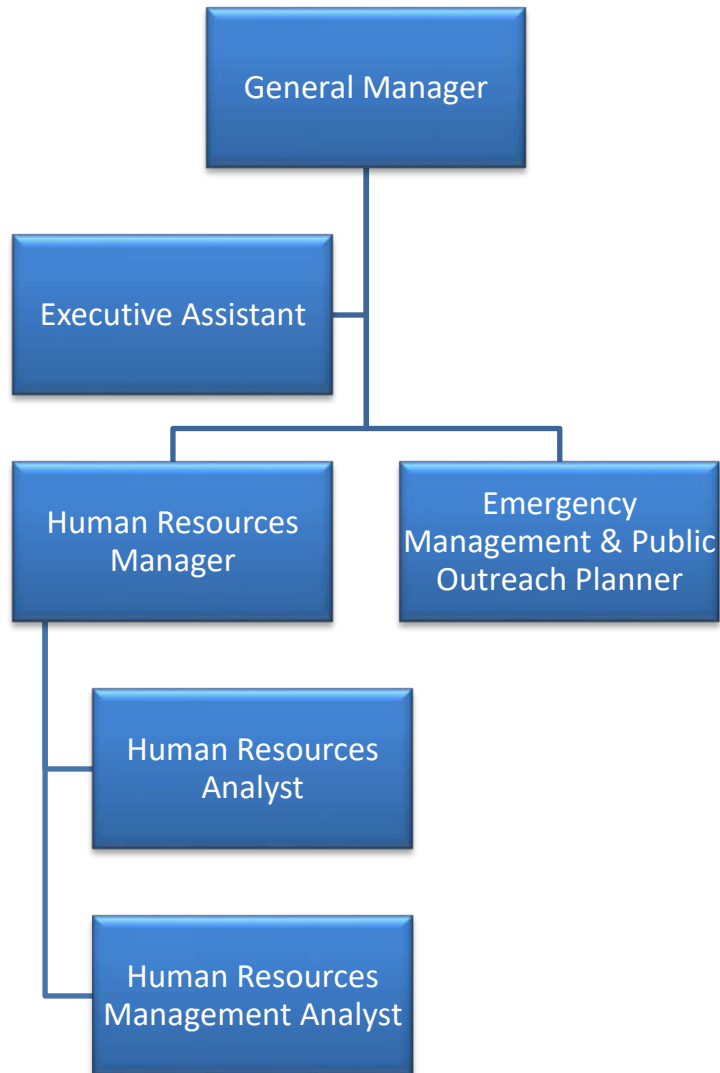 General Manager
Executive Assistant
Human Resources
Manager
Emergency
Management & Public
Outreach Planner
Human Resources
Analyst
Human Resources
Management Analyst